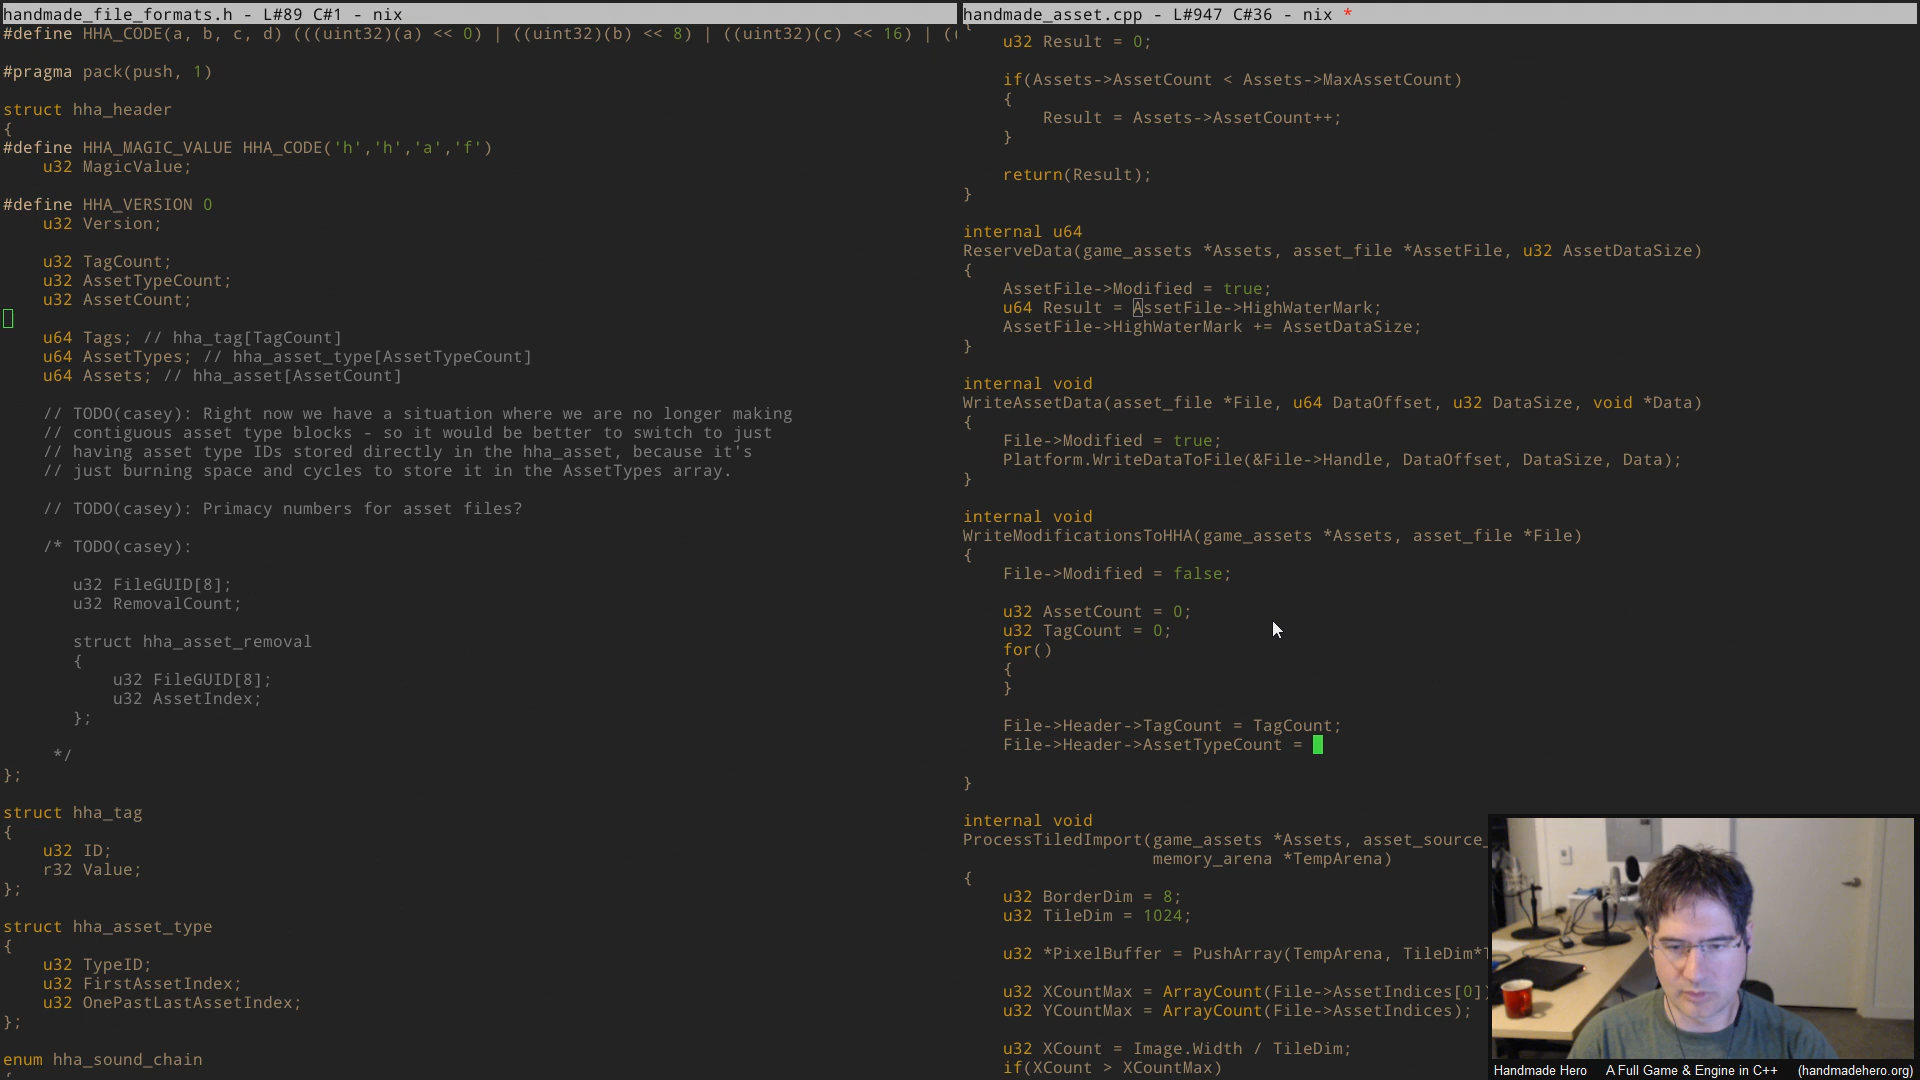 handmade_file_formats.h - L#89 C#1 - nix
#define HHA_CODE(a, b, c, d) (((uint32)(a) << 0) | ((uint32)(b) << 8) | ((uint32)(c) << 16) | ((
#pragma pack(push, 1)
struct hha_header
{
#define HHA_MAGIC_VALUE HHA_CODE('h','h','a','f')
u32 MagicValue;
#define HHA_VERSION 0
u32 Version;
u32 TagCount;
u32 AssetTypeCount;
u32 AssetCount;
u64 Tags; // hha_tag[TagCount]
u64 AssetTypes; // hha_asset_type[AssetTypeCount]
u64 Assets; // hha_asset[AssetCount]
// TODO(casey): Right now we have a situation where we are no longer making
// contiguous asset type blocks - so it would be better to switch to just
// having asset type IDs stored directly in the hha_asset, because it's
// just burning space and cycles to store it in the AssetTypes array.
// TODO(casey): Primacy numbers for asset files?
/* TODO(casey):
u32 FileGUID[8];
u32 RemovalCount;
struct hha_asset_removal
{
u32 FileGUID[8];
u32 AssetIndex;
};
*/
};
struct hha_tag
{
u32 ID;
r32 Value;
};
struct hha_asset_type
{
u32 TypeID;
u32 FirstAssetIndex;
u32 OnePastLastAssetIndex;
};
enum hha_sound_chain
handmade_asset.cpp - L#947 C#36 - nix *
{
u32 Result = 0;
if(Assets->AssetCount < Assets->MaxAssetCount)
{
Result = Assets->AssetCount++;
}
return(Result);
}
internal u64
ReserveData(game_assets *Assets, asset_file *AssetFile, u32 AssetDataSize)
{
AssetFile->Modified = true;
u64 Result = AssetFile->HighWaterMark;
AssetFile->HighWaterMark += AssetDataSize;
}
internal void
WriteAssetData(asset_file *File, u64 DataOffset, u32 DataSize, void *Data)
{
File->Modified = true;
Platform.WriteDataToFile(&File->Handle, DataOffset, DataSize, Data);
}
internal void
WriteModificationsToHHA(game_assets *Assets, asset_file *File)
{
File->Modified = false;
u32 AssetCount = 0;
u32 TagCount = 0;
for()
{
}
File->Header->TagCount = TagCount;
File->Header->AssetTypeCount =
}
internal void
ProcessTiledImport(game_assets *Assets, asset_source_
memory_arena *TempArena)
{
u32 BorderDim = 8;
u32 TileDim = 1024;
u32 *PixelBuffer = PushArray(TempArena, TileDim*
u32 XCountMax = ArrayCount(File->AssetIndices[0]
u32 YCountMax = ArrayCount(File->AssetIndices);
u32 XCount = Image.Width / TileDim;
if(XCount > XCountMax)
Handmade Hero A Full Game & Engine in C++ (handmadehero.org)